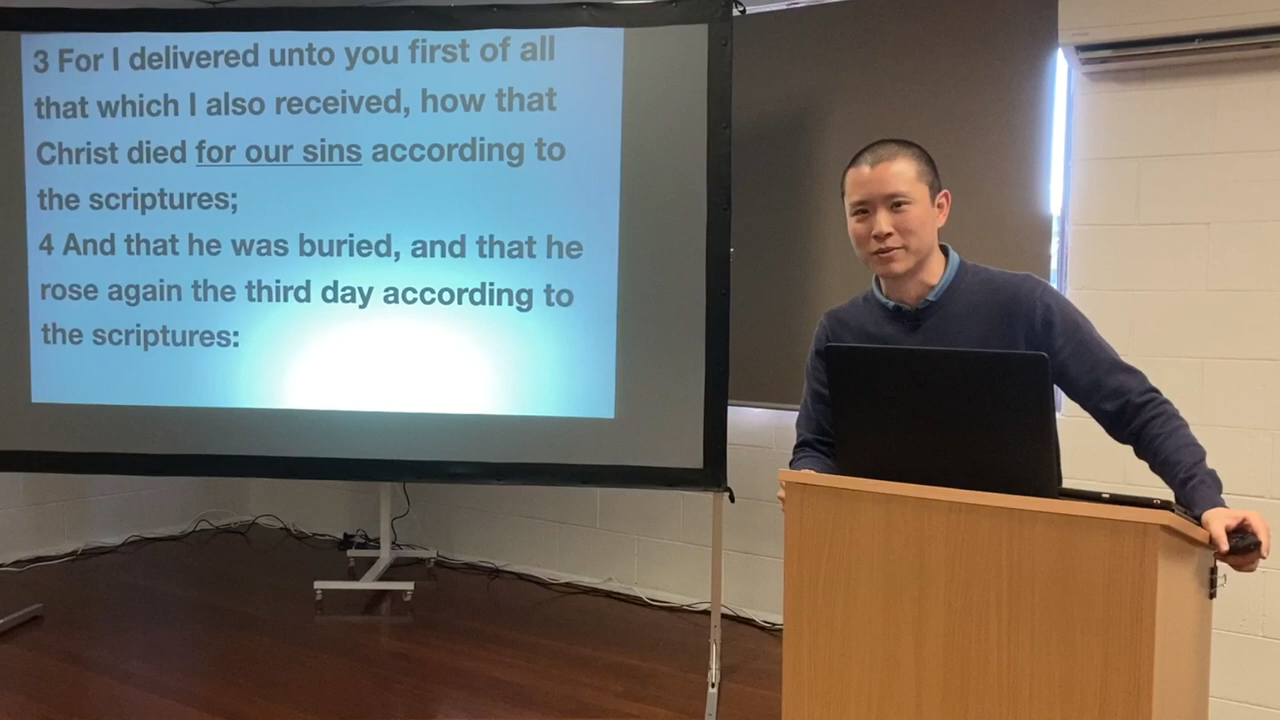 3 For I delivered unto you first of all
that which I also received, how that
Christ died for our sins according to
the scriptures;
4 And that he was buried, and that he
rose again the third day according to
the scriptures: